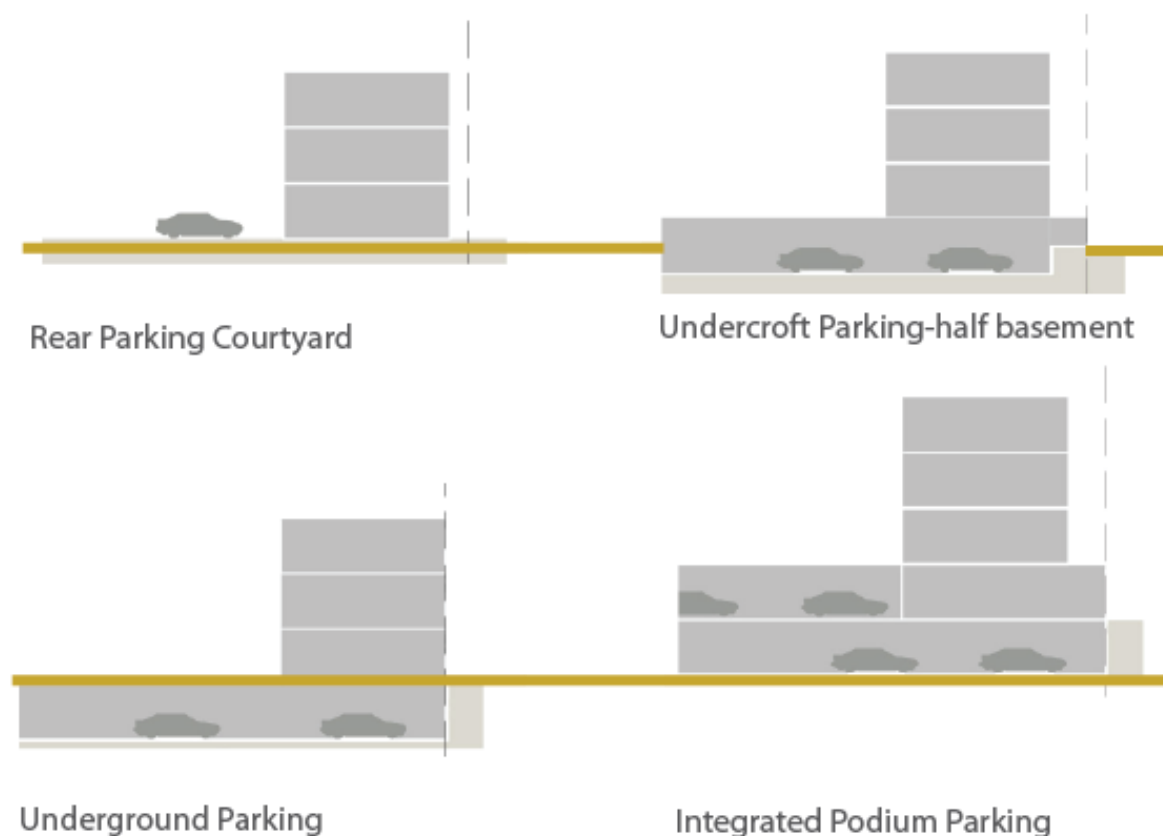 Rear Parking Courtyard
Undercroft Parking-half basement
Underground Parking
Integrated Podium Parking